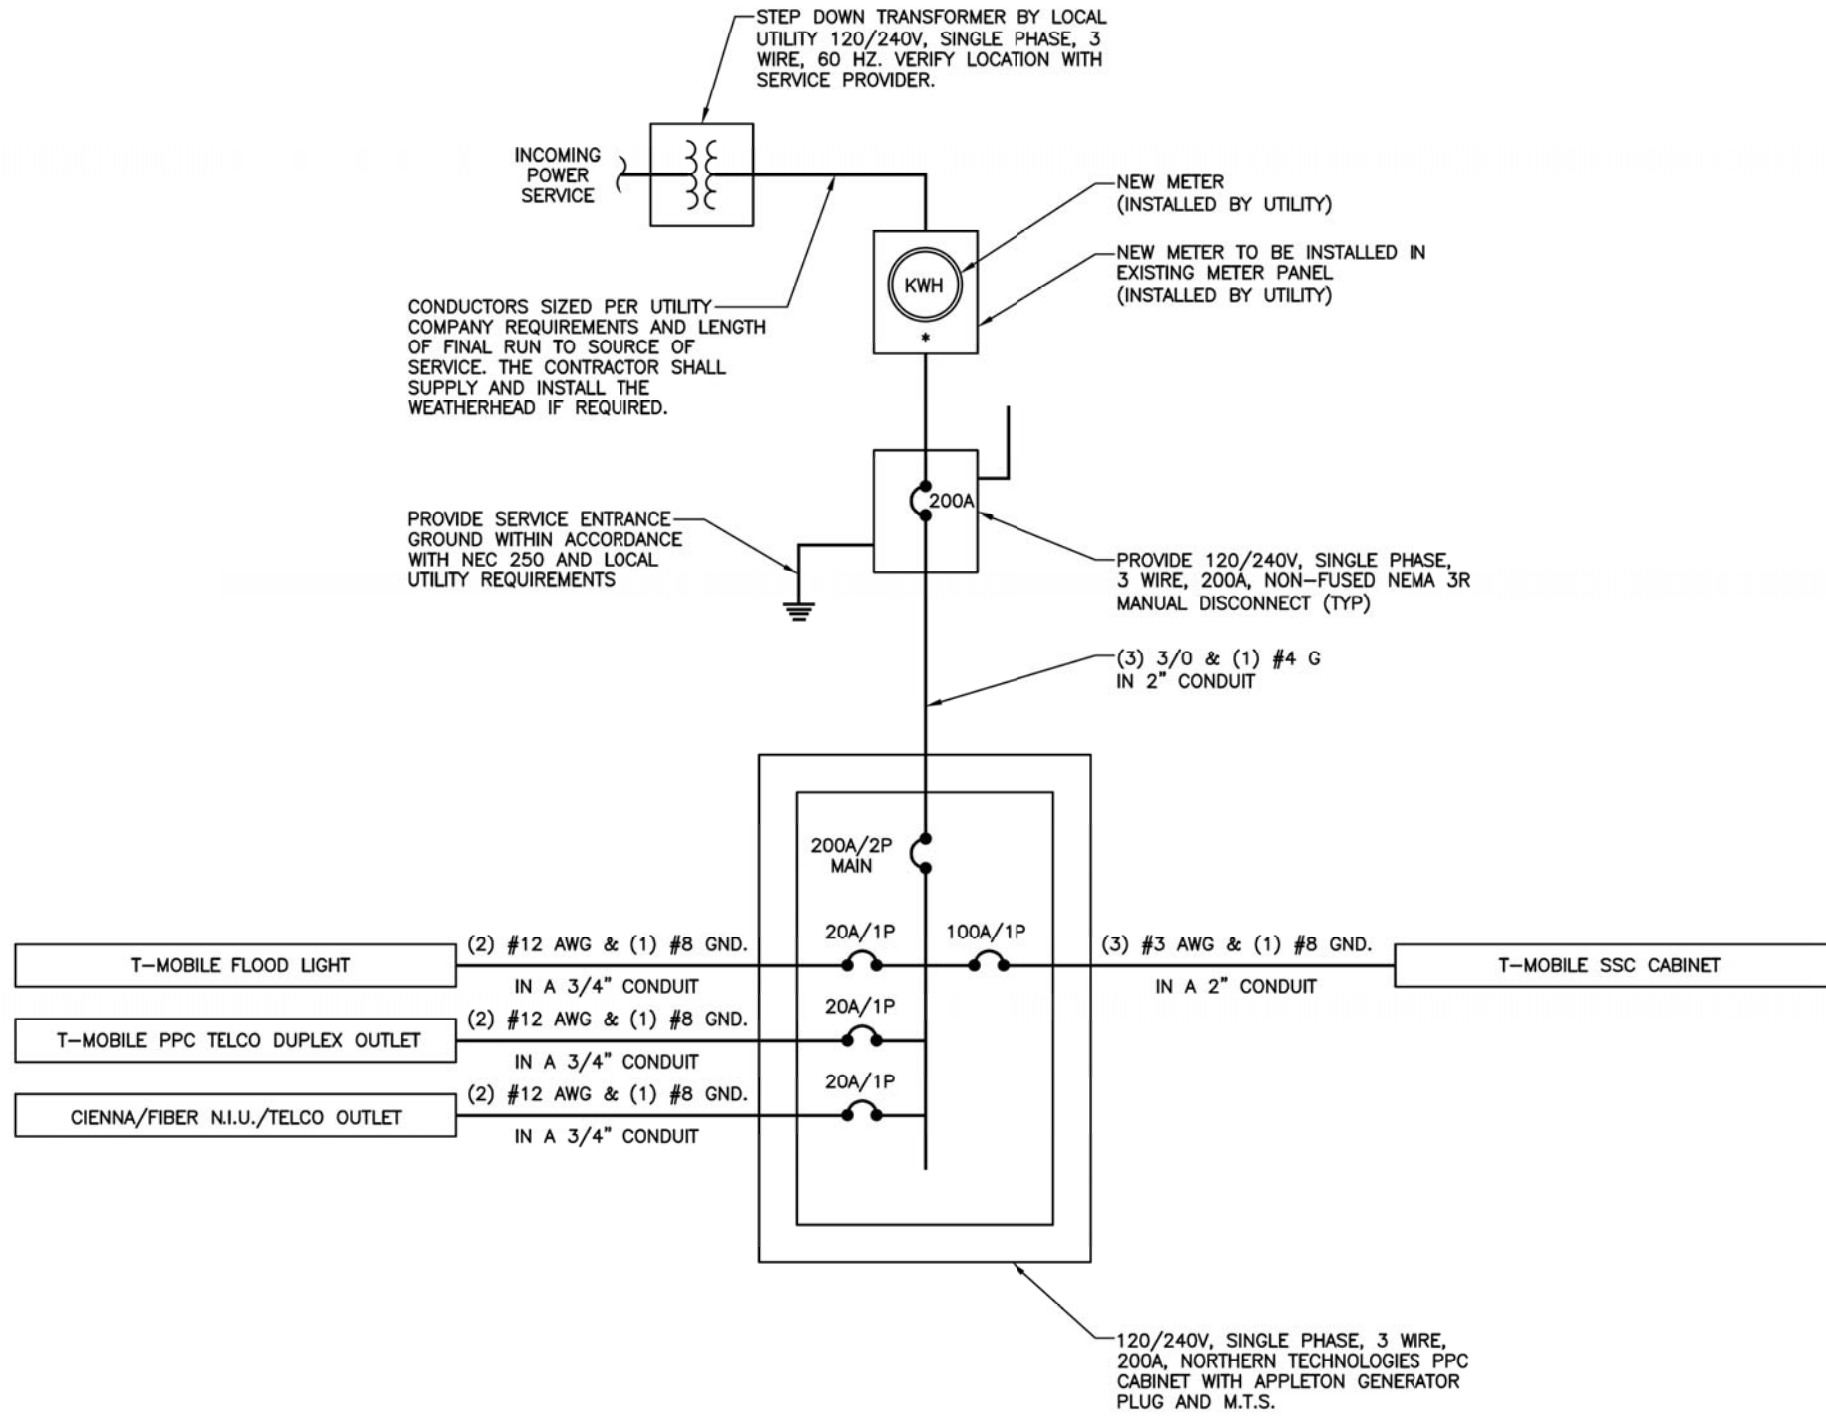 STEP DOWN TRANSFORMER BY LOCAL
UTILITY 120/240V, SINGLE PHASE, 3
WIRE, 60 HZ. VERIFY LOCATION WITH
SERVICE PROVIDER.
INCOMING
POWER
SERVICE
NEW METER
(INSTALLED BY UTILITY)
NEW METER TO BE INSTALLED IN
EXISTING METER PANEL
(INSTALLED BY UTILITY)
KWH
*
CONDUCTORS SIZED PER UTILITY
COMPANY REQUIREMENTS AND LENGTH
OF FINAL RUN TO SOURCE OF
SERVICE. THE CONTRACTOR SHALL
SUPPLY AND INSTALL THE
WEATHERHEAD IF REQUIRED.
200A
PROVIDE SERVICE ENTRANCE
GROUND WITHIN ACCORDANCE
WITH NEC 250 AND LOCAL
UTILITY REQUIREMENTS
PROVIDE 120/240V, SINGLE PHASE,
3 WIRE, 200A, NON-FUSED NEMA 3R
MANUAL DISCONNECT (TYP)
(3) 3/0 & (1) #4 G
IN 2" CONDUIT
200A/2P
MAIN
20A/1P
100A/1P
(2) #12 AWG & (1) #8 GND.
IN A 3/4" CONDUIT
T-MOBILE FLOOD LIGHT
(3) #3 AWG & (1) #8 GND.
IN A 2" CONDUIT
T-MOBILE SSC CABINET
20A/1P
(2) #12 AWG & (1) #8 GND.
IN A 3/4" CONDUIT
T-MOBILE PPC TELCO DUPLEX OUTLET
20A/1P
(2) #12 AWG & (1) #8 GND.
IN A 3/4" CONDUIT
CIENNA/FIBER N.I.U./TELCO OUTLET
120/240V, SINGLE PHASE, 3 WIRE,
200A, NORTHERN TECHNOLOGIES PPC
CABINET WITH APPLETON GENERATOR
PLUG AND M.T.S.